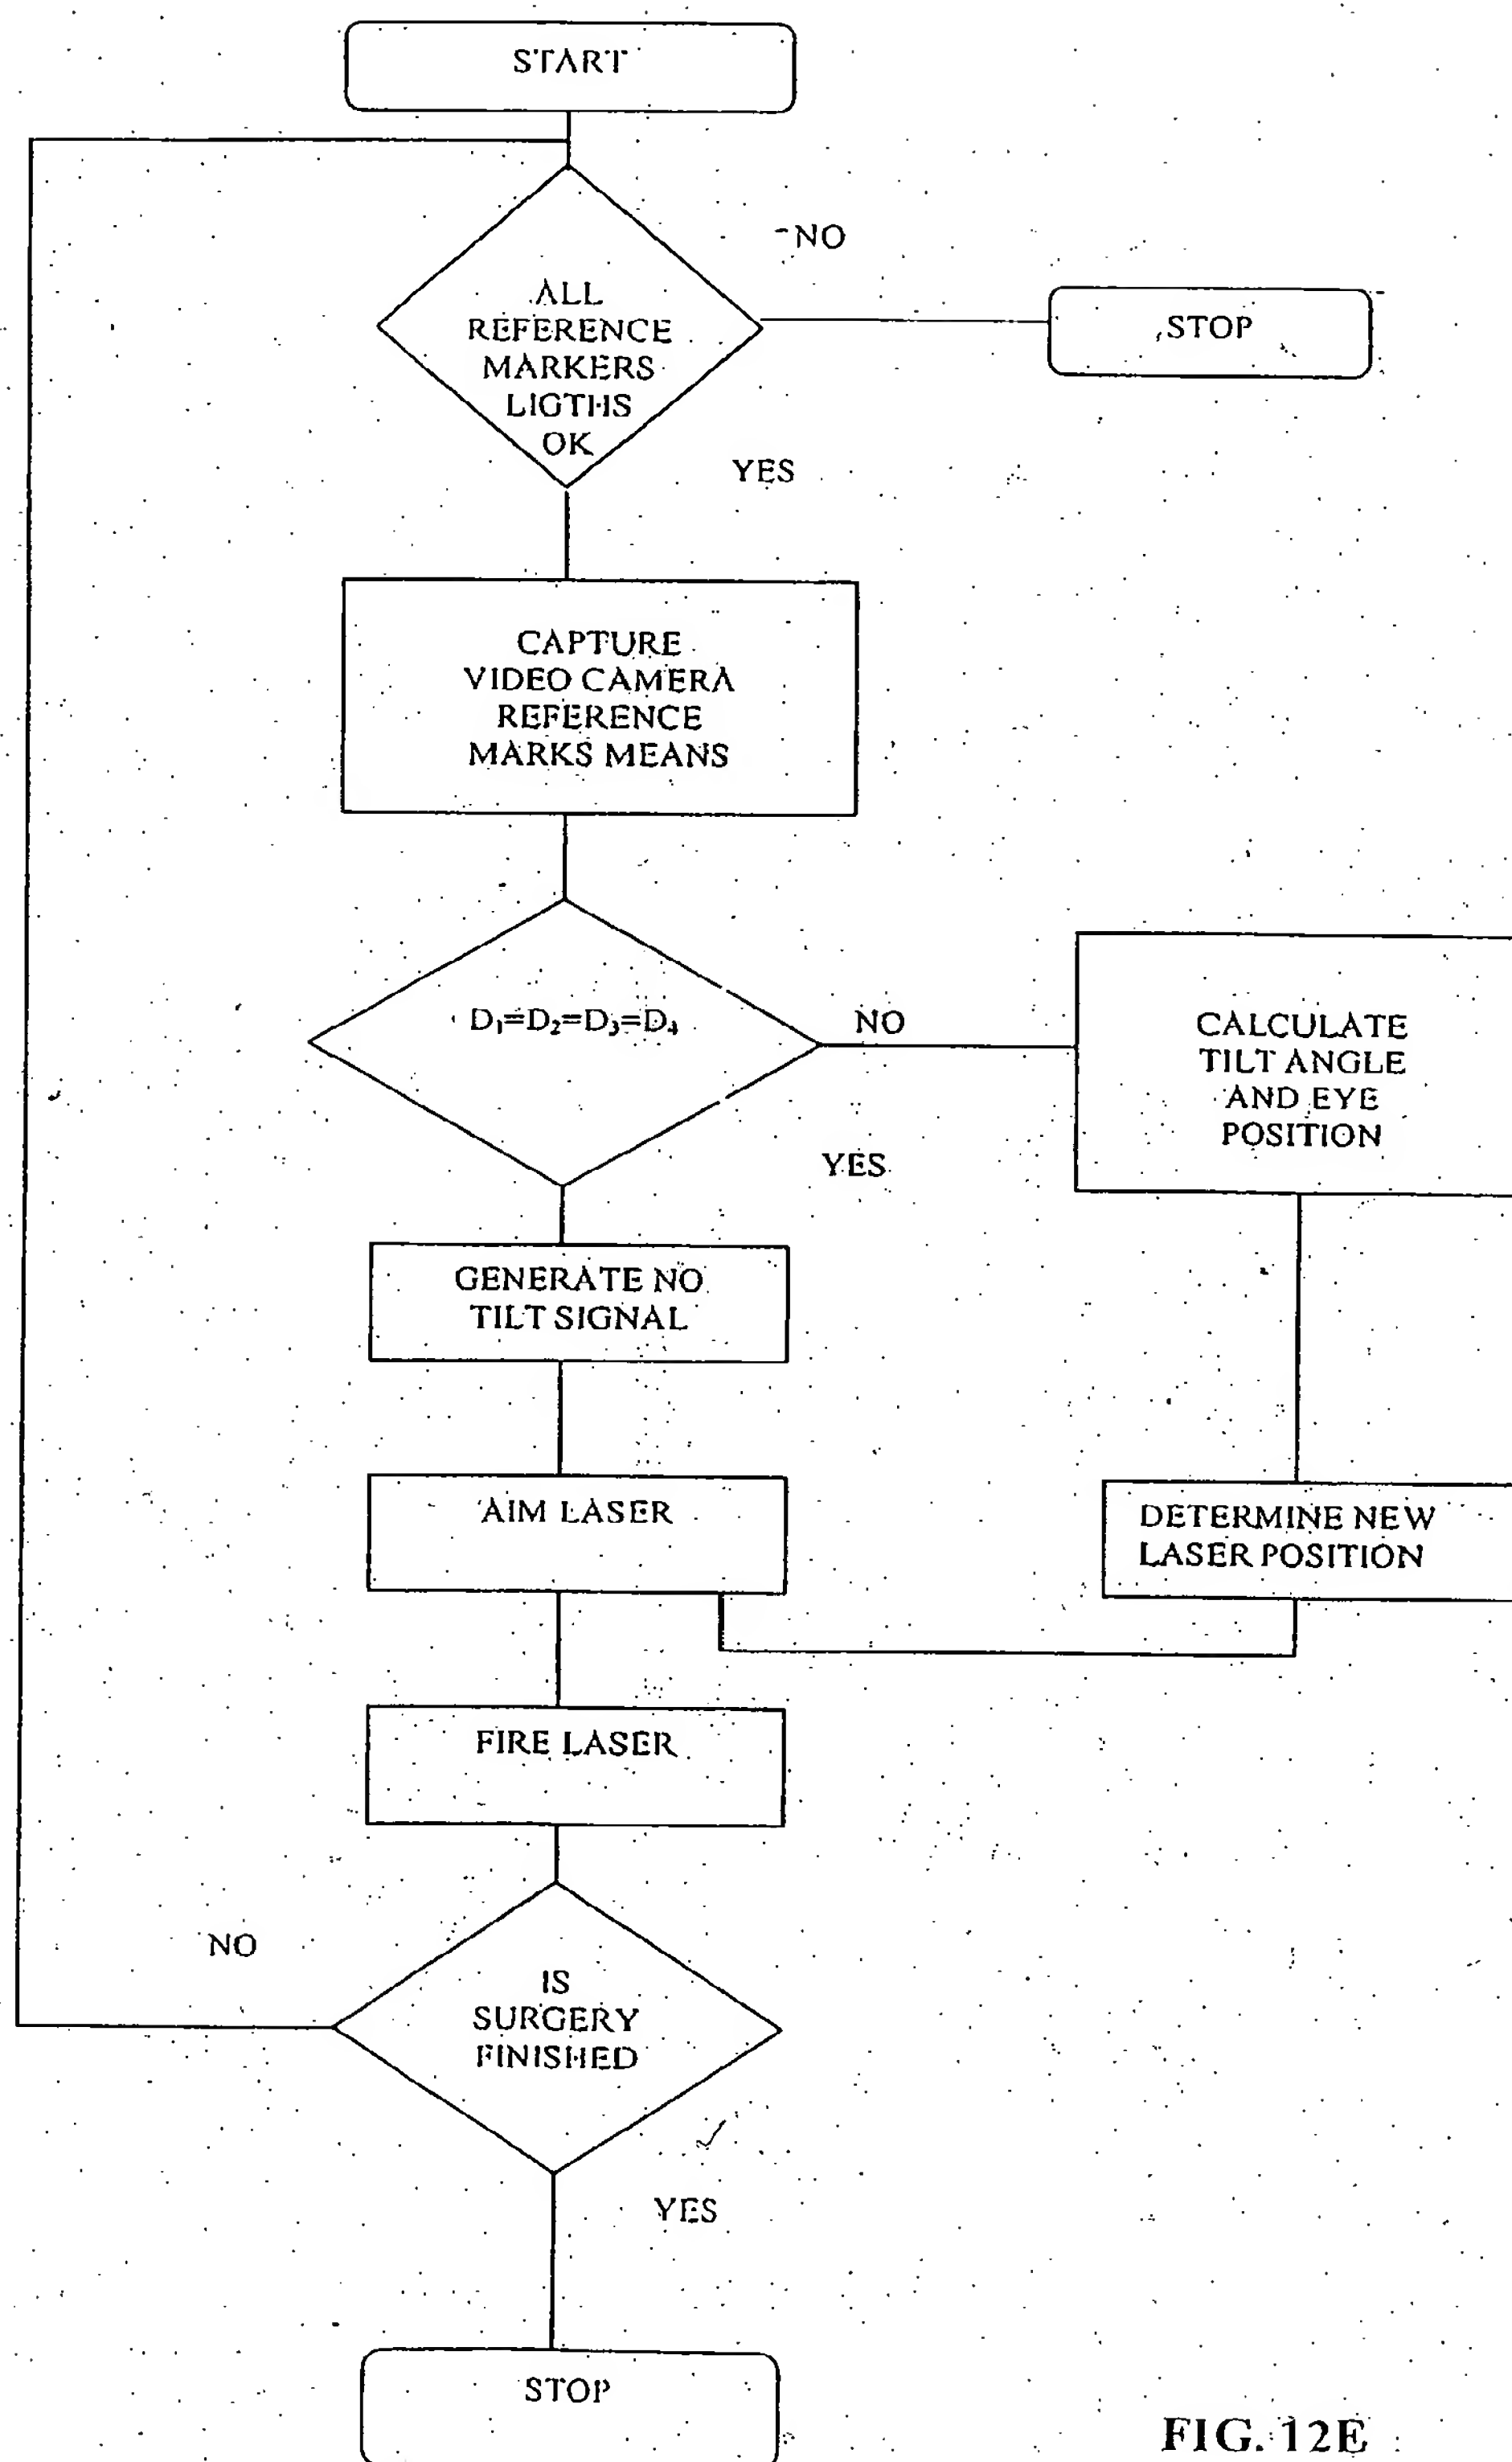 START
NO
ALL
REFERENCE
MARKERS
LIGTHS
OK
STOP
YES
CAPTURE
VIDEO CAMERA
REFERENCE
MARKS MEANS
D₁=D₂=D₃=D₄
NO
CALCULATE
TILT ANGLE
AND EYE
POSITION
YES
GENERATE NO
TILT SIGNAL
AIM LASER
DETERMINE NEW
LASER POSITION
FIRE LASER
NO
IS
SURGERY
FINISHED
YES
STOP
FIG. 12E